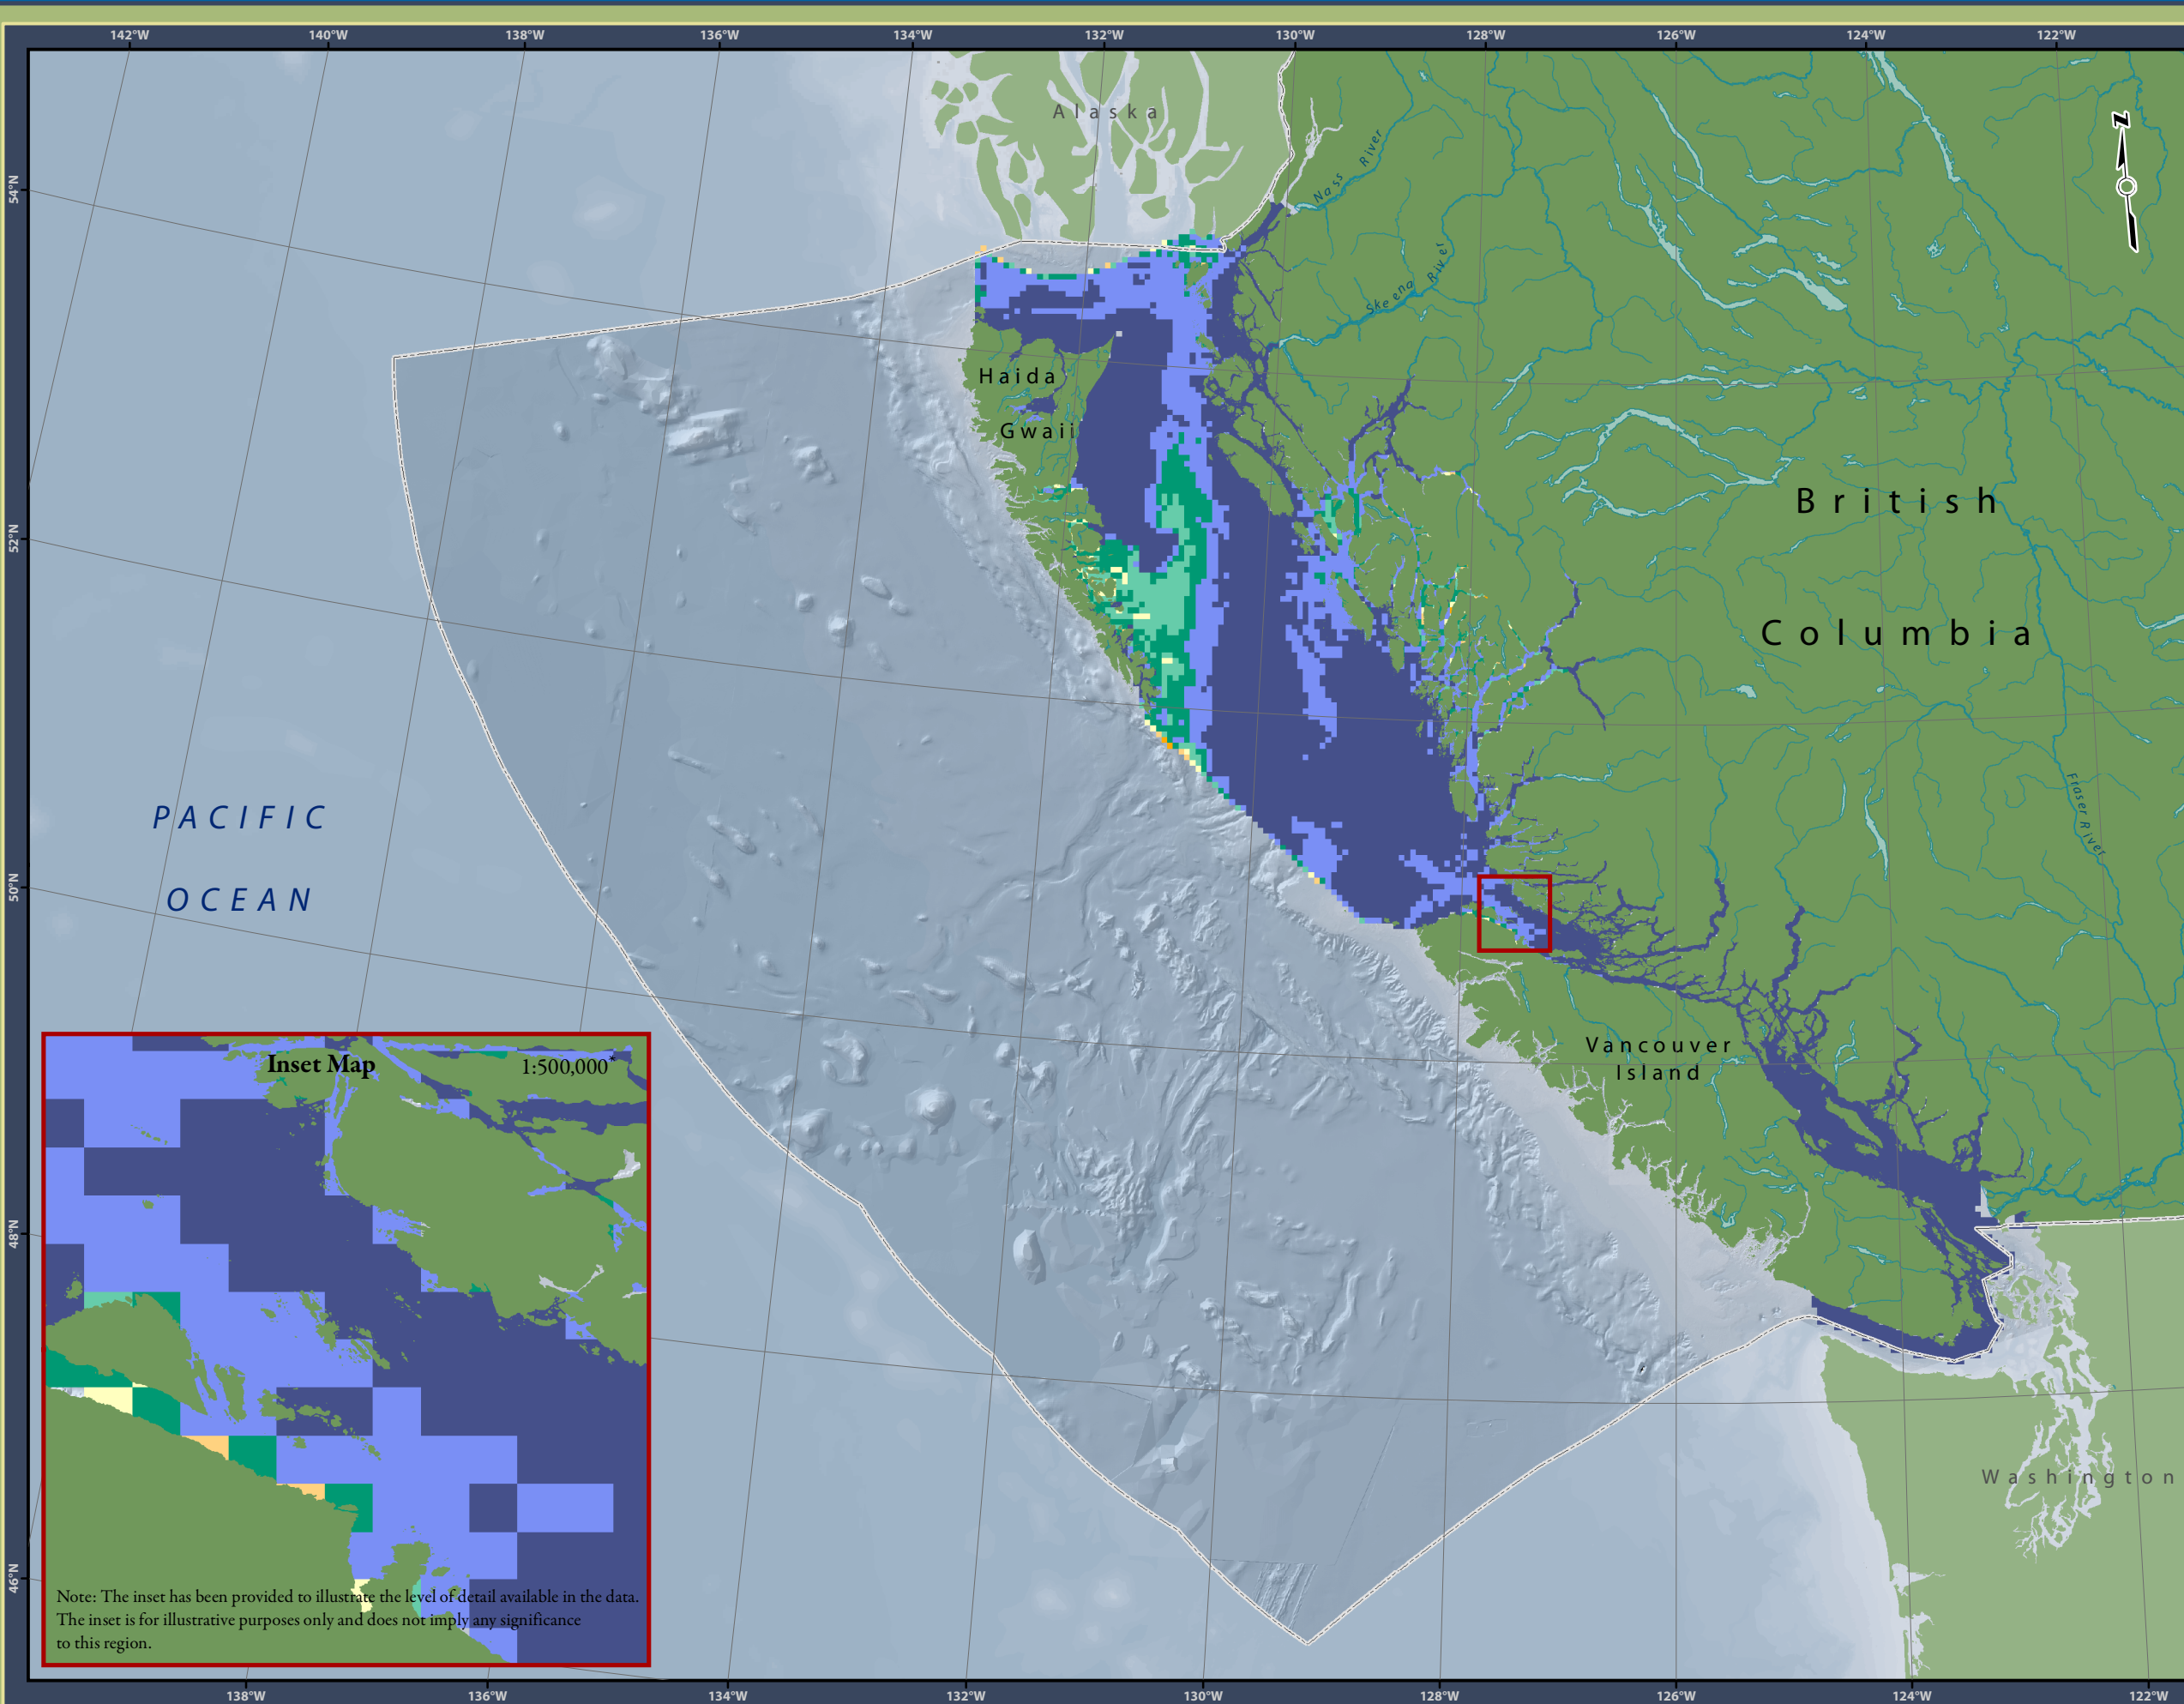 142°W 140°W 138°W 136°W 134°W 132°W 130°W 128°W 126°W 124°W 122°W
Alaska
N
Nass River
54°N
Skeena River
Haida
Gwaii
British
52°N
Columbia
Fraser River
PACIFIC
OCEAN
50°N
Vancouver
Island
Inset Map 1:500,000*
48°N
Washington
46°N
Note: The inset has been provided to illustrate the level of detail available in the data.
The inset is for illustrative purposes only and does not imply any significance
to this region.
138°W 136°W 134°W 132°W 130°W 128°W 126°W 124°W 122°W